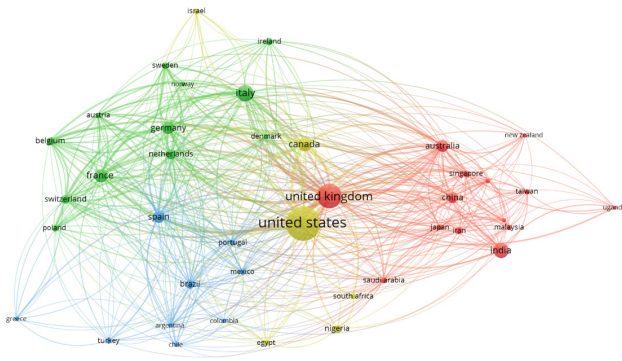 israel
ireland
sweden
norway
italy
austria
germany
denmark
belgium
canada
netherlands
australia
new zealand
france
singapore
switzerland
united kingdom
china
taiwan
spain
united states
poland
japan
iran
malaysia
portugal
india
mexico
brazil
saudi arabia
south africa
greece
argentina
colombia
nigeria
turkey
chile
egypt